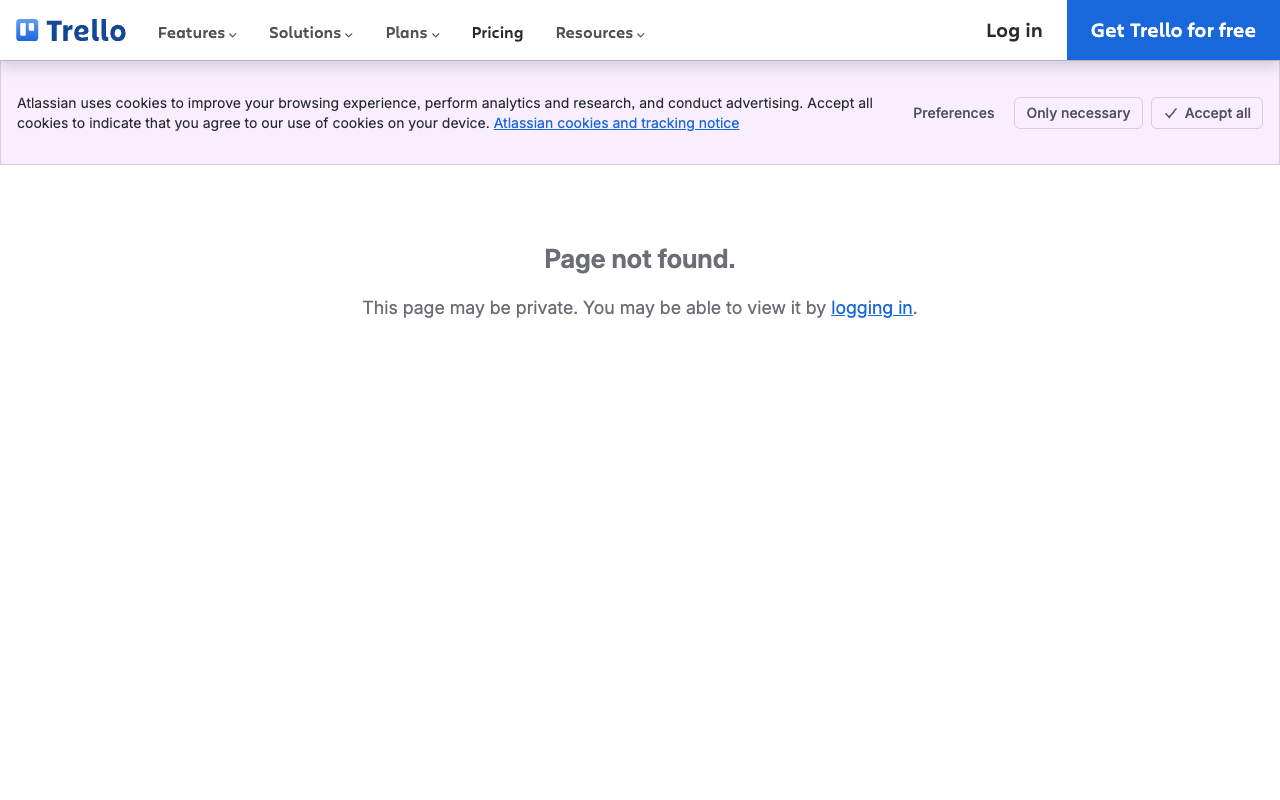 Trello
Features
Solutions
Plans
Pricing
Resources
Log in
Get Trello for free
Atlassian uses cookies to improve your browsing experience, perform analytics and research, and conduct advertising. Accept all
cookies to indicate that you agree to our use of cookies on your device. Atlassian cookies and tracking notice
Preferences
Only necessary
Accept all
Page not found.
This page may be private. You may be able to view it by logging in.